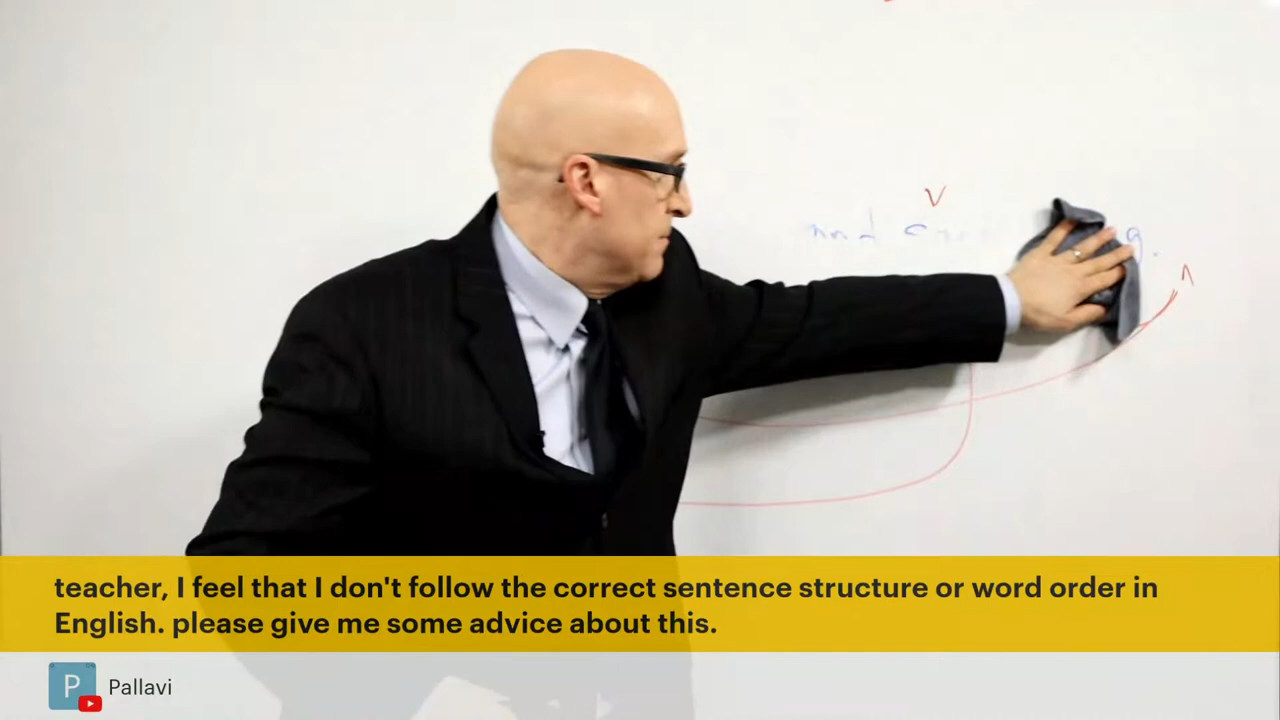 V
teacher, I feel that I don't follow the correct sentence structure or word order in
English. please give me some advice about this.
P
Pallavi